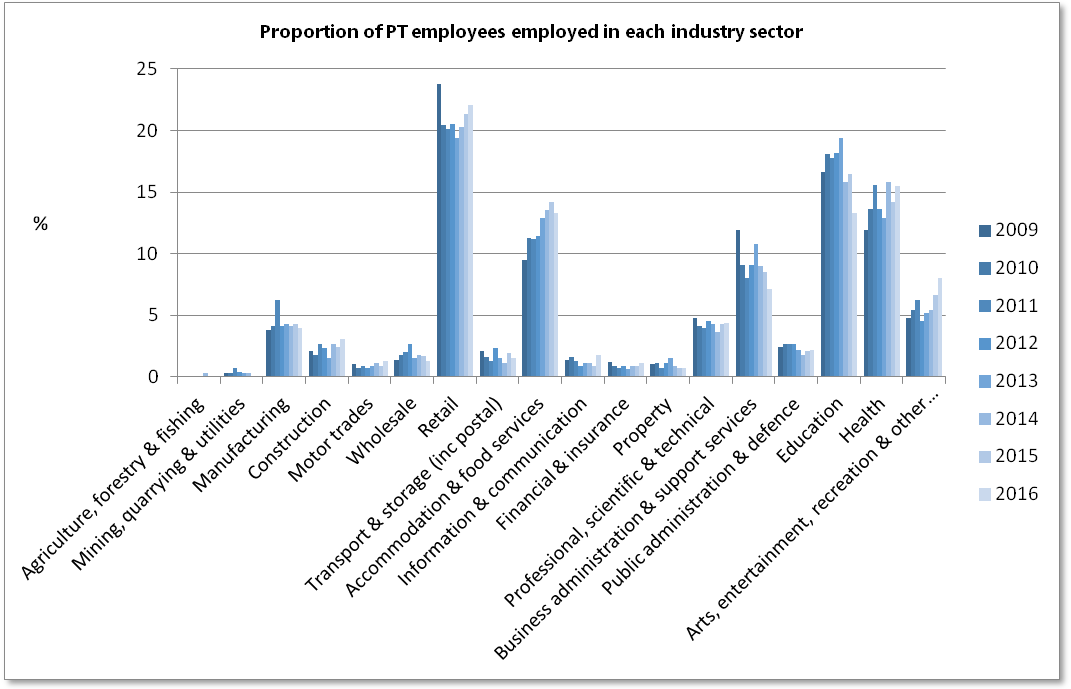 Proportion of PT employees employed in each industry sector
25
20
15
10
5
0
%
Agriculture, forestry & fishing
Mining, quarrying & utilities
Manufacturing
Construction
Motor trades
Wholesale
Retail
Transport & storage (inc postal)
Accommodation & food services
Information & communication
Financial & insurance
Property
Professional, scientific & technical
Business administration & support services
Public administration & defence
Education
Health
Arts, entertainment, recreation & other...
2009
2010
2011
2012
2013
2014
2015
2016